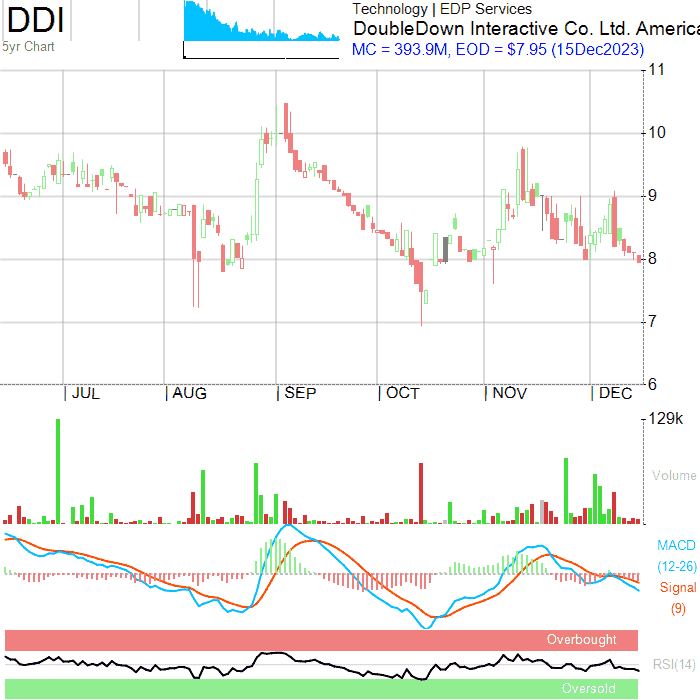 DDI
5yr Chart
Technology | EDP Services
DoubleDown Interactive Co. Ltd. America
MC = 393.9M, EOD = $7.95 (15Dec2023)
11
10
9
8
7
6
JUL AUG SEP OCT NOV DEC
129k
Volume
MACD
(12-26)
Signal
(9)
Overbought
RSI(14)
Oversold